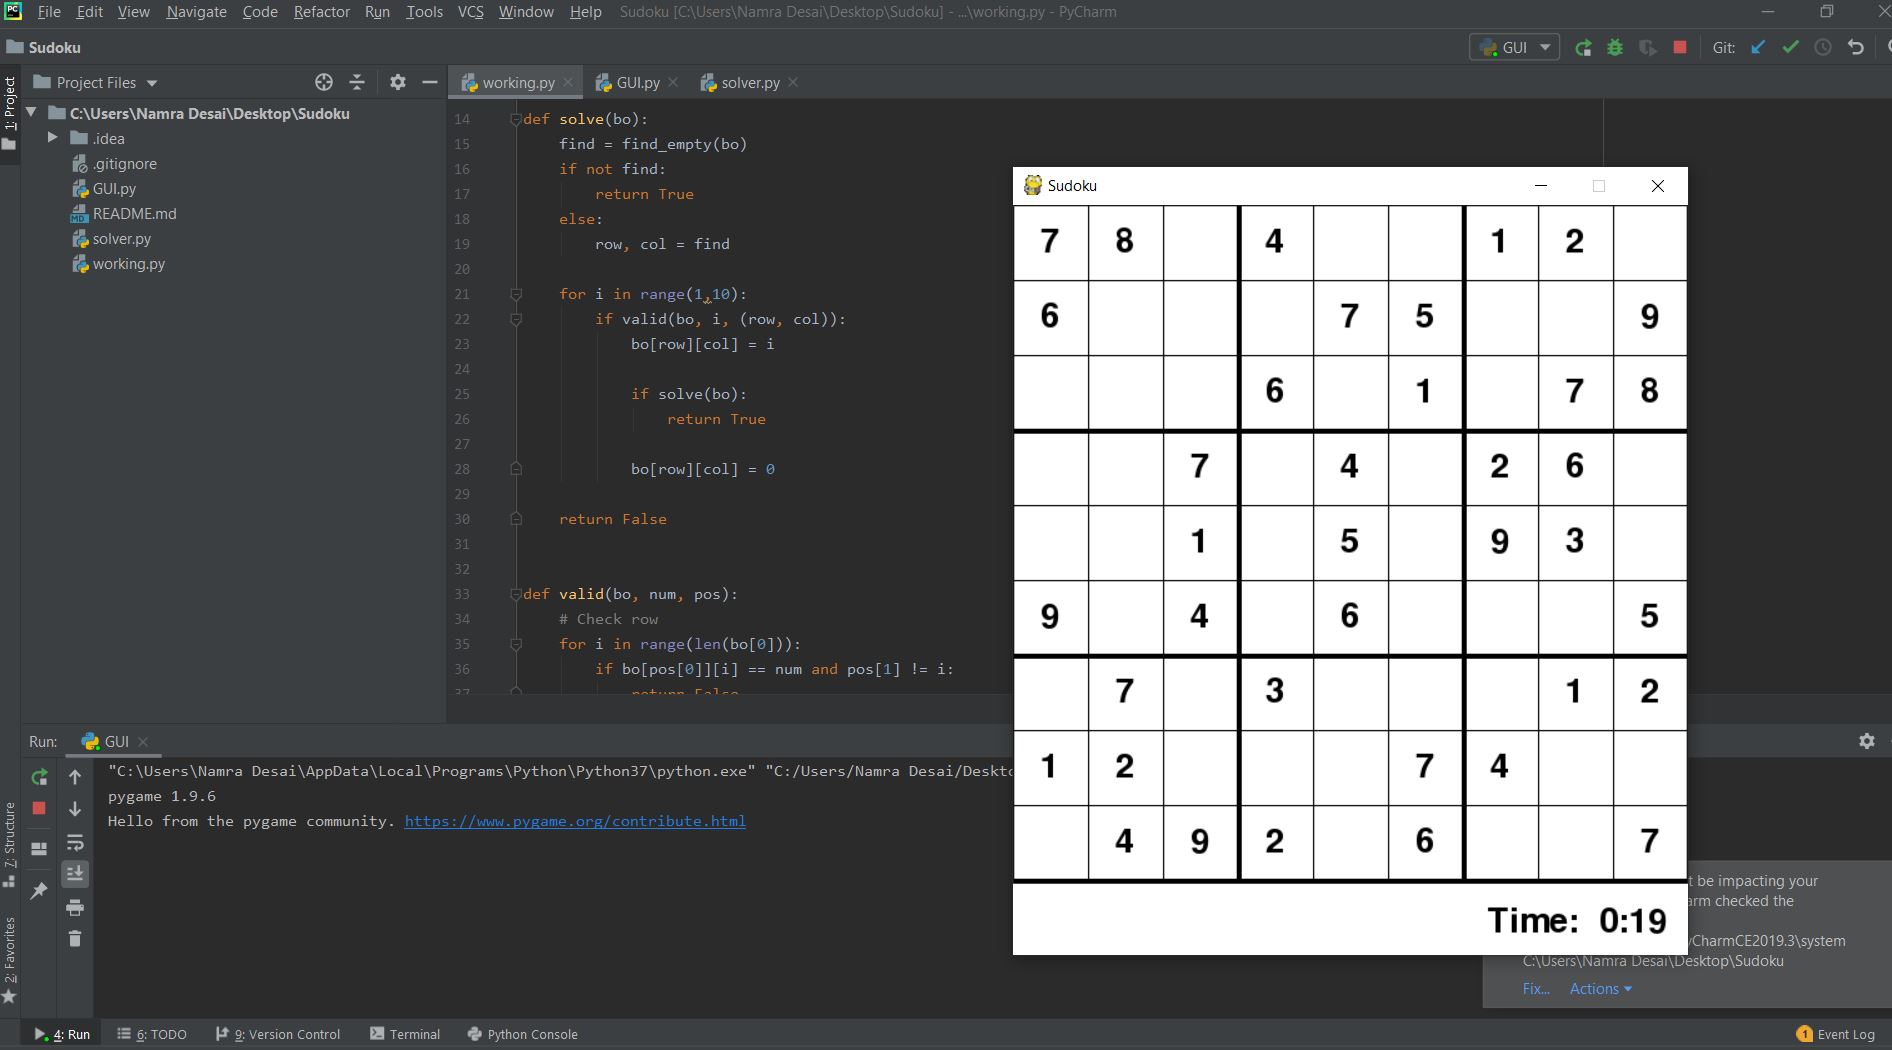 PC File Edit View Navigate Code Refactor Run Tools VCS Window Help Sudoku [C:\Users\Namra Desai\Desktop\Sudoku] - ...\working.py - PyCharm
Sudoku GUI Git:
1: Project
Project Files
working.py GUI.py solver.py
C:\Users\Namra Desai\Desktop\Sudoku
.idea
.gitignore
GUI.py
MD README.md
solver.py
working.py
14 def solve(bo):
15 find = find_empty(bo)
16 if not find:
17 return True
18 else:
19 row, col = find
20
21 for i in range(1,10):
22 if valid(bo, i, (row, col)):
23 bo[row][col] = i
24
25 if solve(bo):
26 return True
27
28 bo[row][col] = 0
29
30 return False
31
32
33 def valid(bo, num, pos):
34 # Check row
35 for i in range(len(bo[0])):
36 if bo[pos[0]][i] == num and pos[1] != i:
37 return False
Sudoku
7 8 4 1 2
6 7 5 9
6 1 7 8
7 4 2 6
1 5 9 3
9 4 6 5
7 3 1 2
1 2 7 4
4 9 2 6 7
Time: 0:19
Run: GUI
"C:\Users\Namra Desai\AppData\Local\Programs\Python\Python37\python.exe" "C:/Users/Namra Desai/Deskt
pygame 1.9.6
Hello from the pygame community. https://www.pygame.org/contribute.html
7: Structure
2: Favorites
t be impacting your
arm checked the
yCharmCE2019.3\system
C:\Users\Namra Desai\Desktop\Sudoku
Fix... Actions
4: Run 6: TODO 9: Version Control Terminal Python Console 1 Event Log